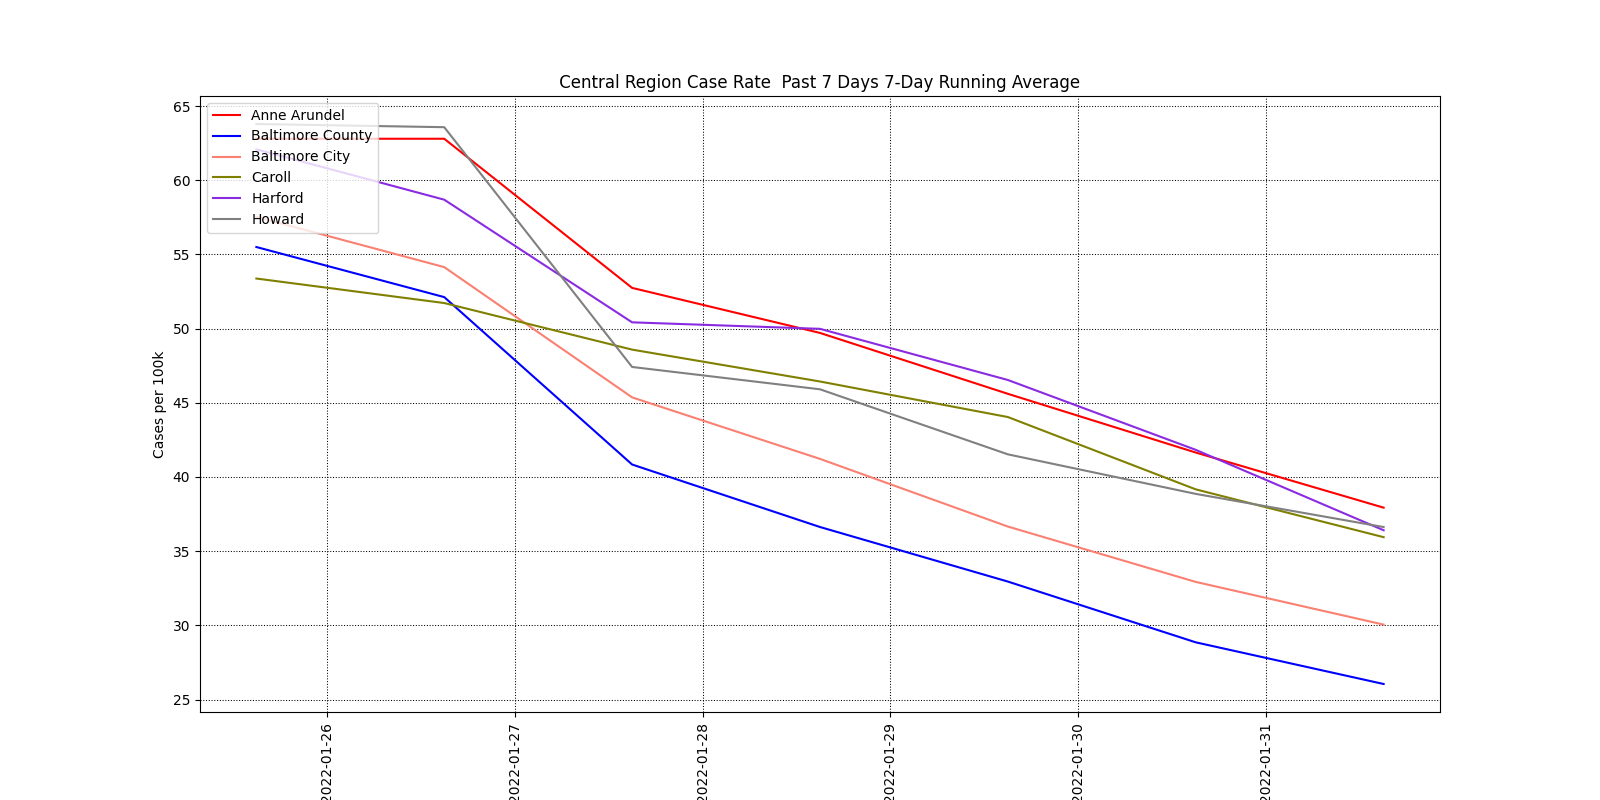 Central Region Case Rate  Past 7 Days 7-Day Running Average
Cases per 100k
65
60
55
50
45
40
35
30
25
Anne Arundel
Baltimore County
Baltimore City
Caroll
Harford
Howard
2022-01-26
2022-01-27
2022-01-28
2022-01-29
2022-01-30
2022-01-31